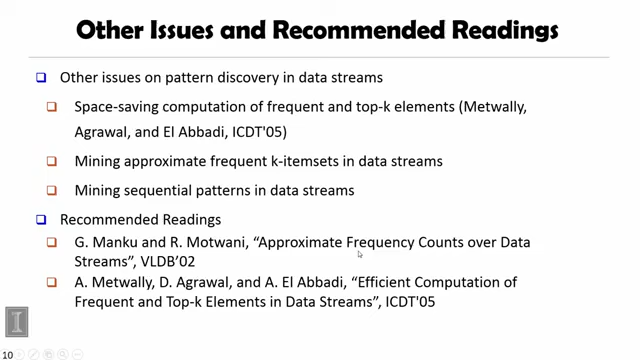 Other Issues and Recommended Readings
Other issues on pattern discovery in data streams
Space-saving computation of frequent and top-k elements (Metwally,
Agrawal, and El Abbadi, ICDT'05)
Mining approximate frequent k-itemsets in data streams
Mining sequential patterns in data streams
Recommended Readings
G. Manku and R. Motwani, “Approximate Frequency Counts over Data
Streams”, VLDB’02
A. Metwally, D. Agrawal, and A. El Abbadi, “Efficient Computation of
Frequent and Top-k Elements in Data Streams”, ICDT'05
I
10